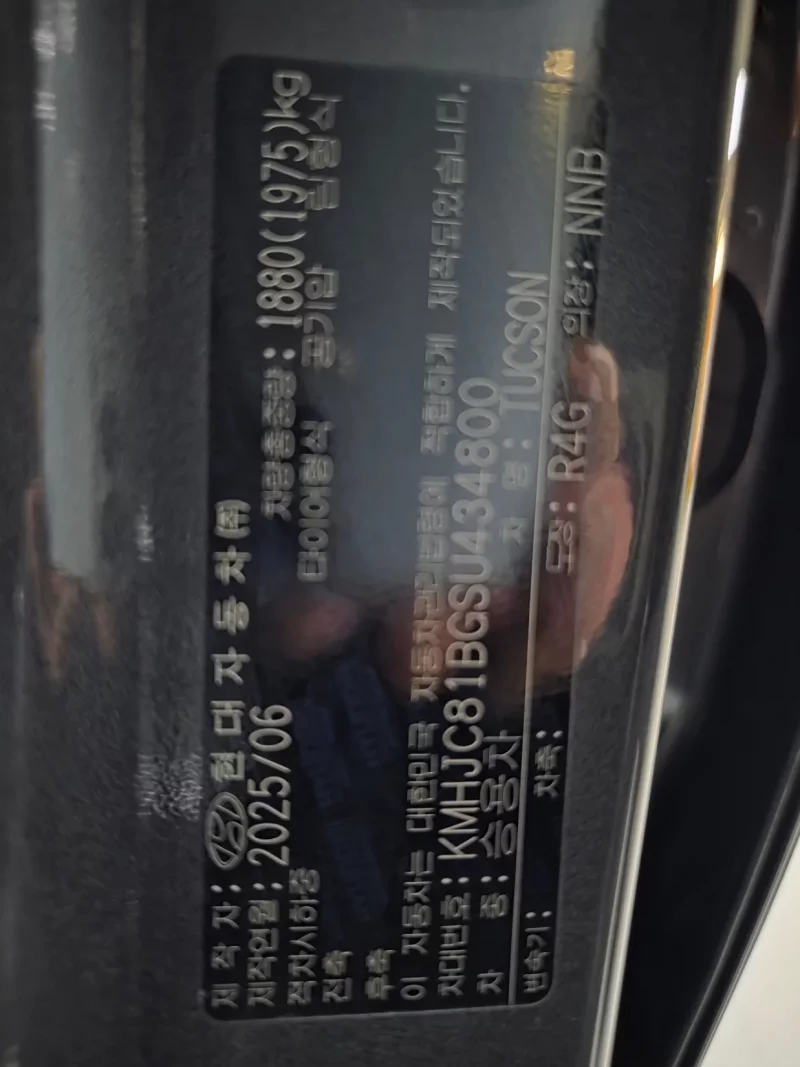 제 작 자: 현 대 자 동 차 ㈜
제작연월: 2025/06 차량총중량: 1880(1975)kg
적차시하중 타이어형식 공기압 림형식
전축
후축
이 자동차는 대한민국 자동차관리법령에 적합하게 제작되었습니다.
차대번호: KMHJC81BGSU434800
차 종: 승용차 차 명: TUCSON
변속기: 차축: 도장: R4G 의장: NNB